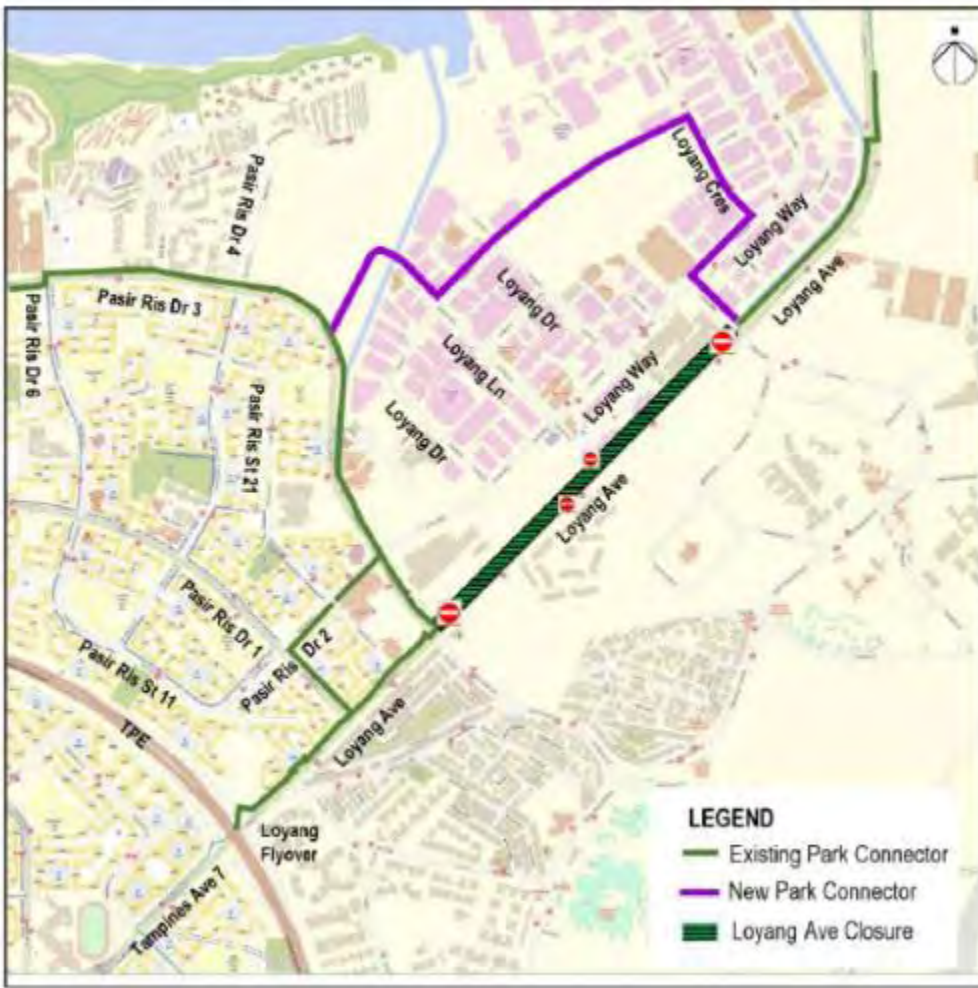 Pasir Ris Dr 4
Loyang Cres
Loyang Way
Loyang Ave
Pasir Ris Dr 3
Pasir Ris Dr 6
Loyang Dr
Loyang Ln
Loyang Way
Loyang Dr
Pasir Ris St 21
Loyang Ave
Pasir Ris Dr 1
Pasir Ris Dr 2
Pasir Ris St 11
TPE
Loyang Ave
Loyang
Flyover
Tampines Ave 7
LEGEND
Existing Park Connector
New Park Connector
Loyang Ave Closure